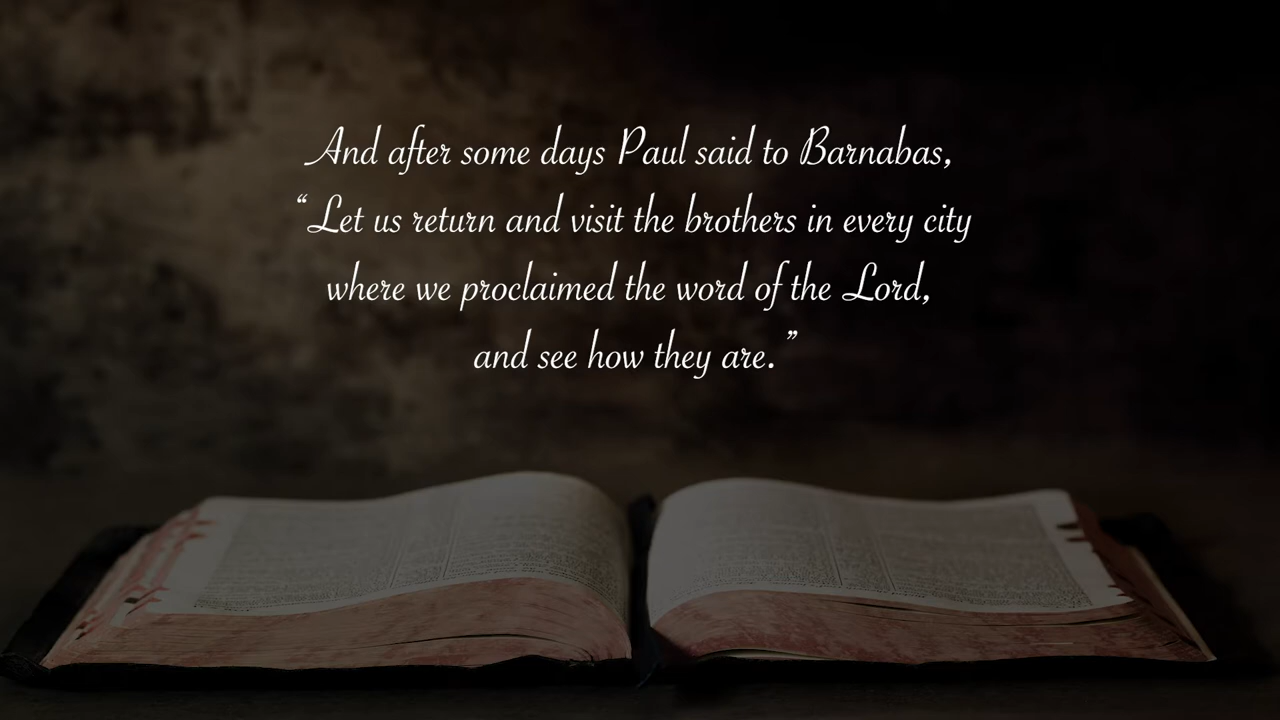 And after some days Paul said to Barnabas,
“Let us return and visit the brothers in every city
where we proclaimed the word of the Lord,
and see how they are.”